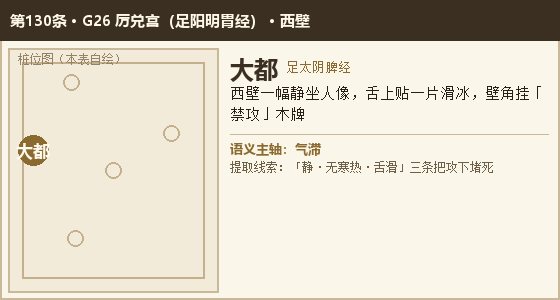 第130条・G26 厉兑宫（足阳明胃经）・西壁
桩位图（本表自绘）
大都
大都 足太阴脾经
西壁一幅静坐人像，舌上贴一片滑冰，壁角挂「
禁攻」木牌
语义主轴：气滞
提取线索：「静・无寒热・舌滑」三条把攻下堵死